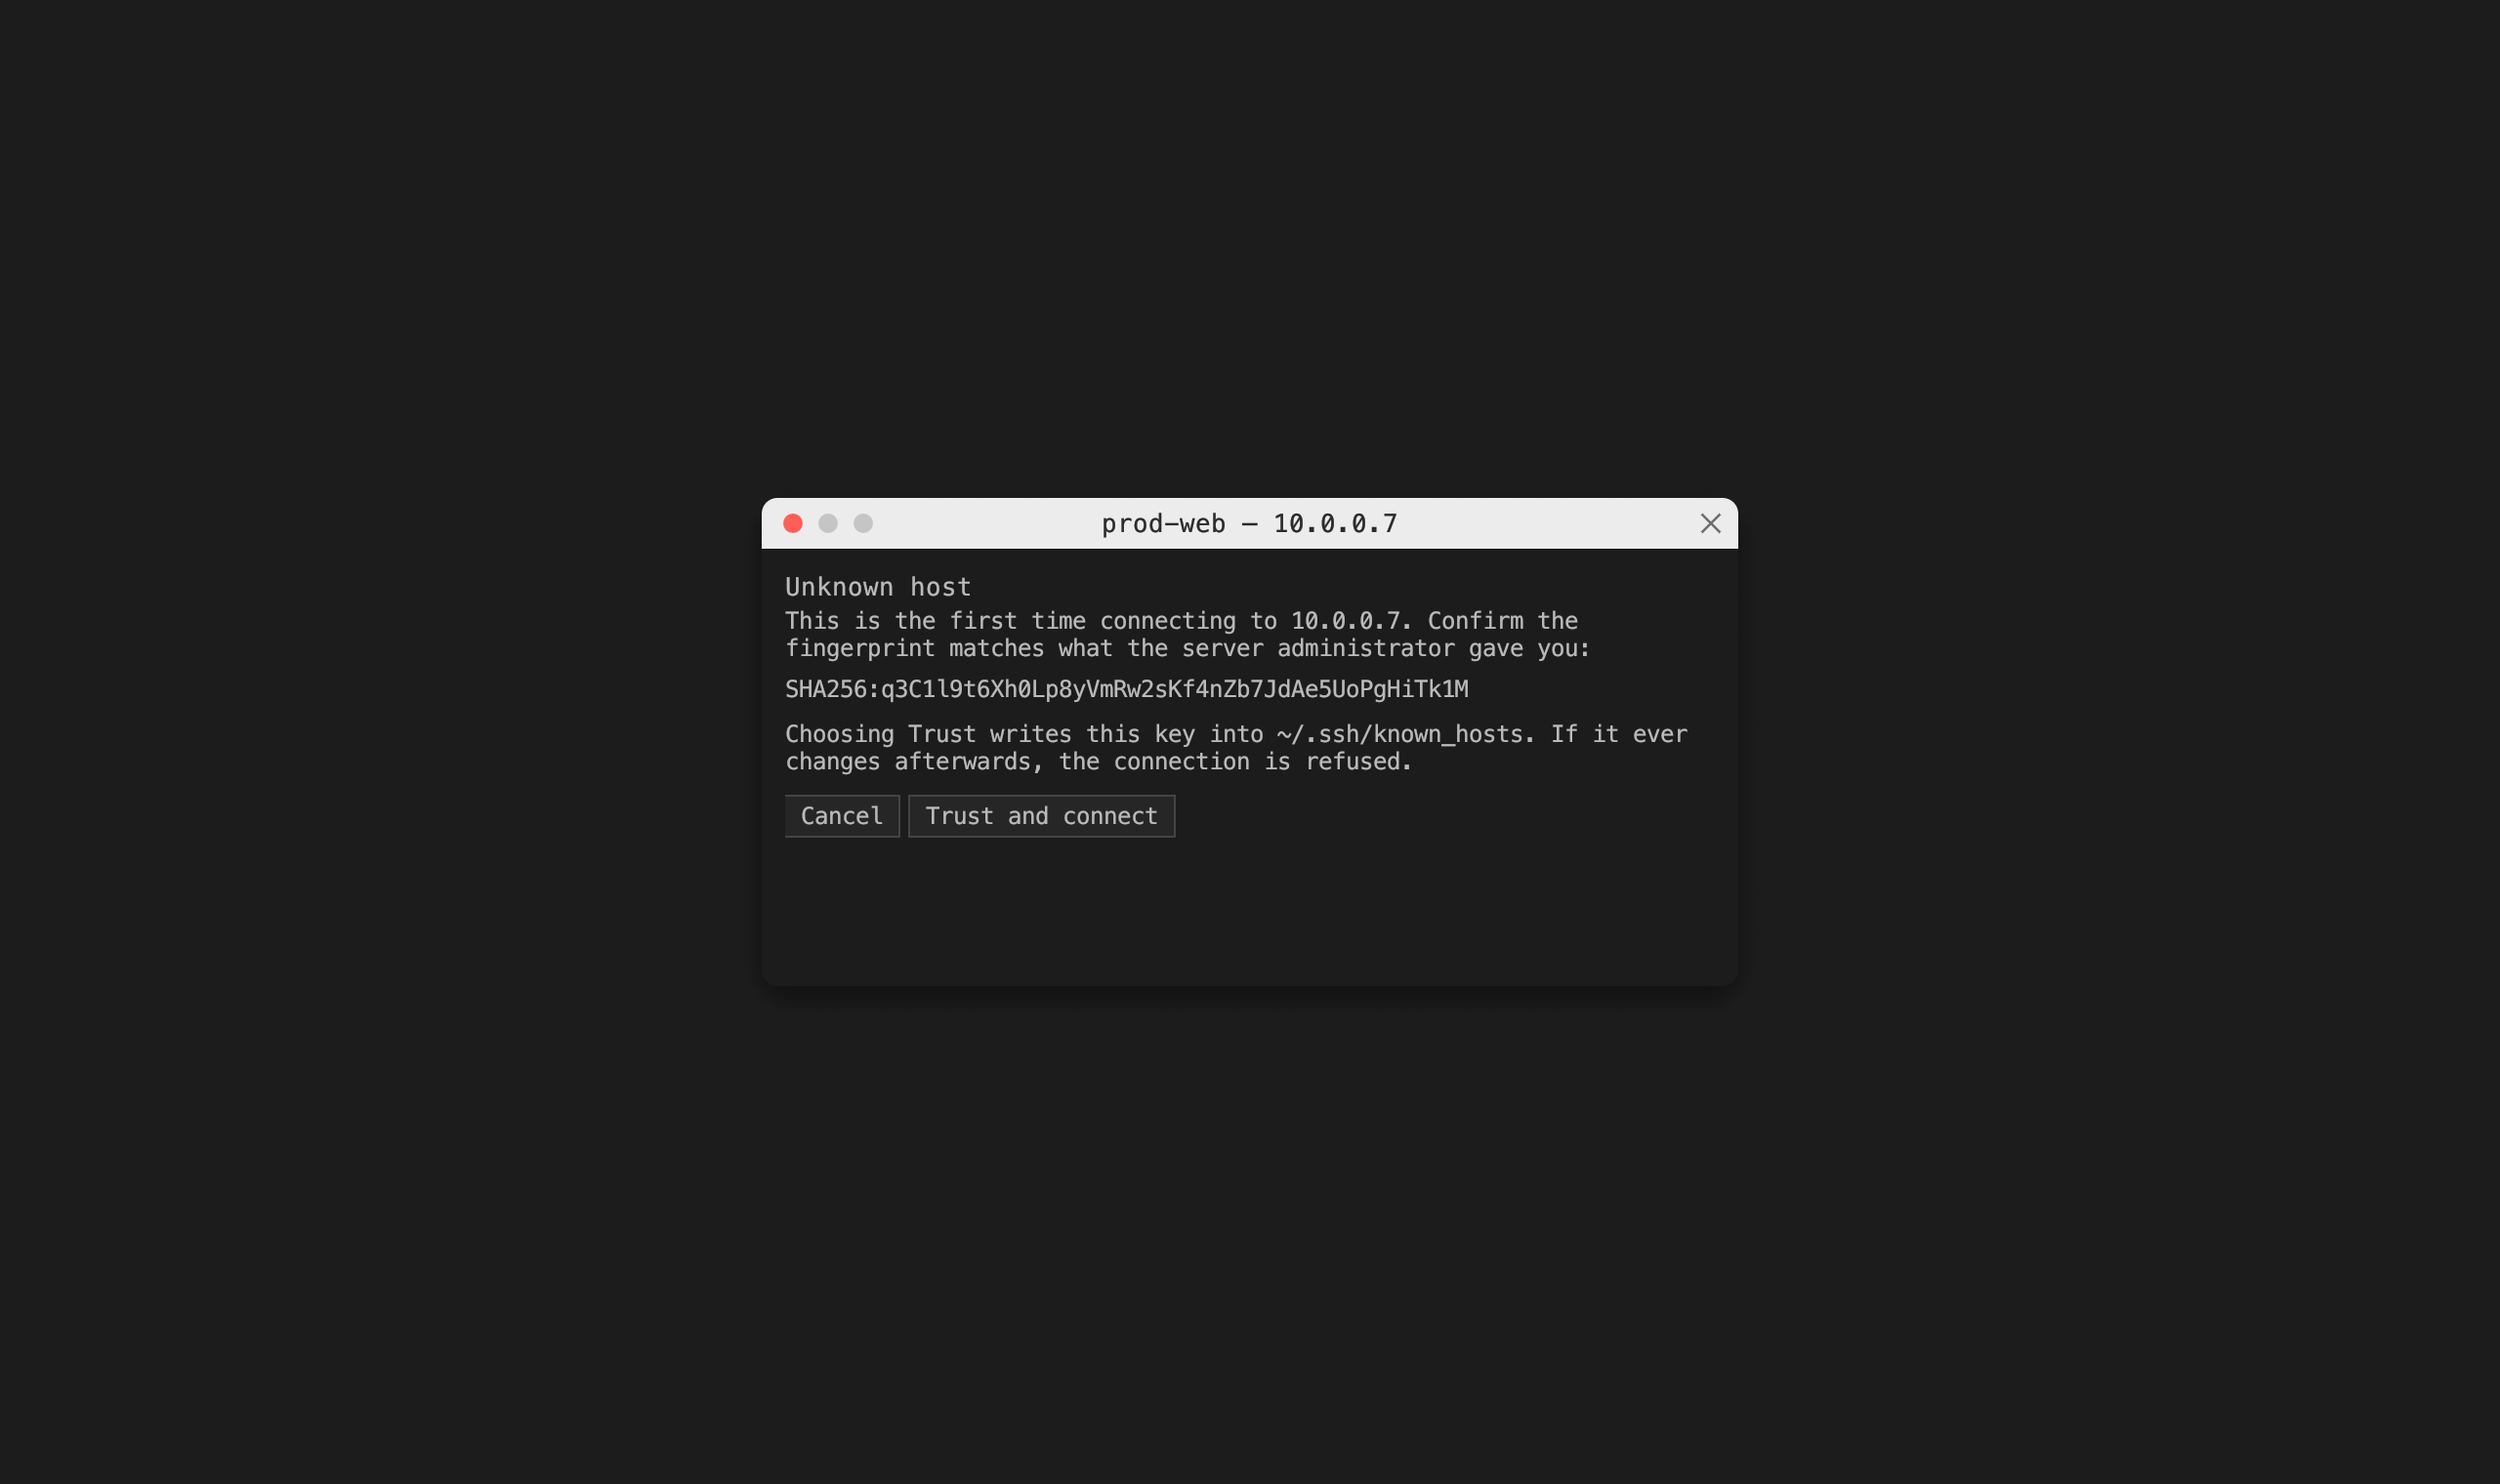 prod-web — 10.0.0.7
Unknown host
This is the first time connecting to 10.0.0.7. Confirm the
fingerprint matches what the server administrator gave you:
SHA256:q3C1l9t6Xh0Lp8yVmRw2sKf4nZb7JdAe5UoPgHiTk1M
Choosing Trust writes this key into ~/.ssh/known_hosts. If it ever
changes afterwards, the connection is refused.
Cancel
Trust and connect